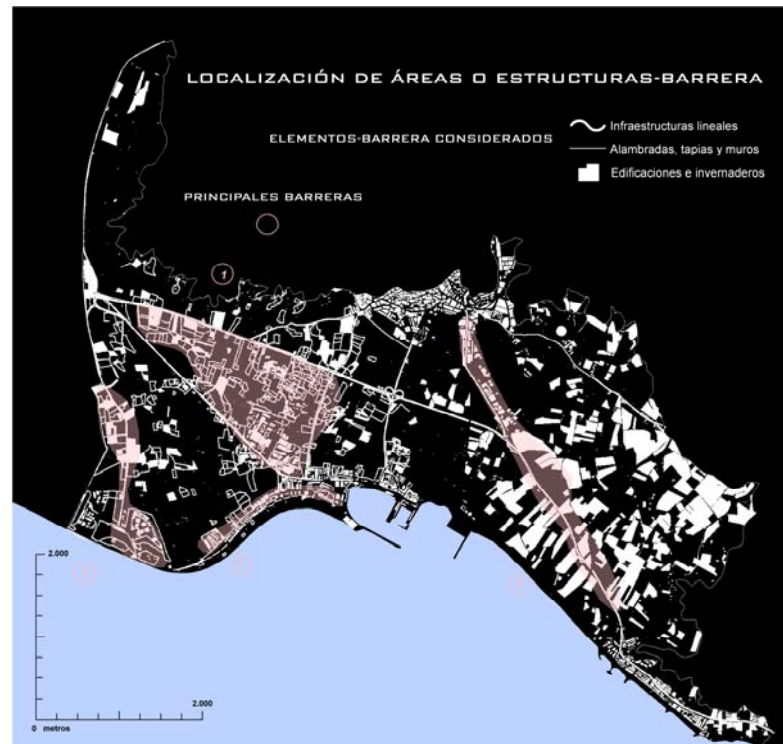 LOCALIZACIÓN DE ÁREAS O ESTRUCTURAS-BARRERA
ELEMENTOS-BARRERA CONSIDERADOS
Infraestructuras lineales
Alambradas, tapias y muros
Edificaciones e invernaderos
PRINCIPALES BARRERAS
1
2.000
2.000
0 metros